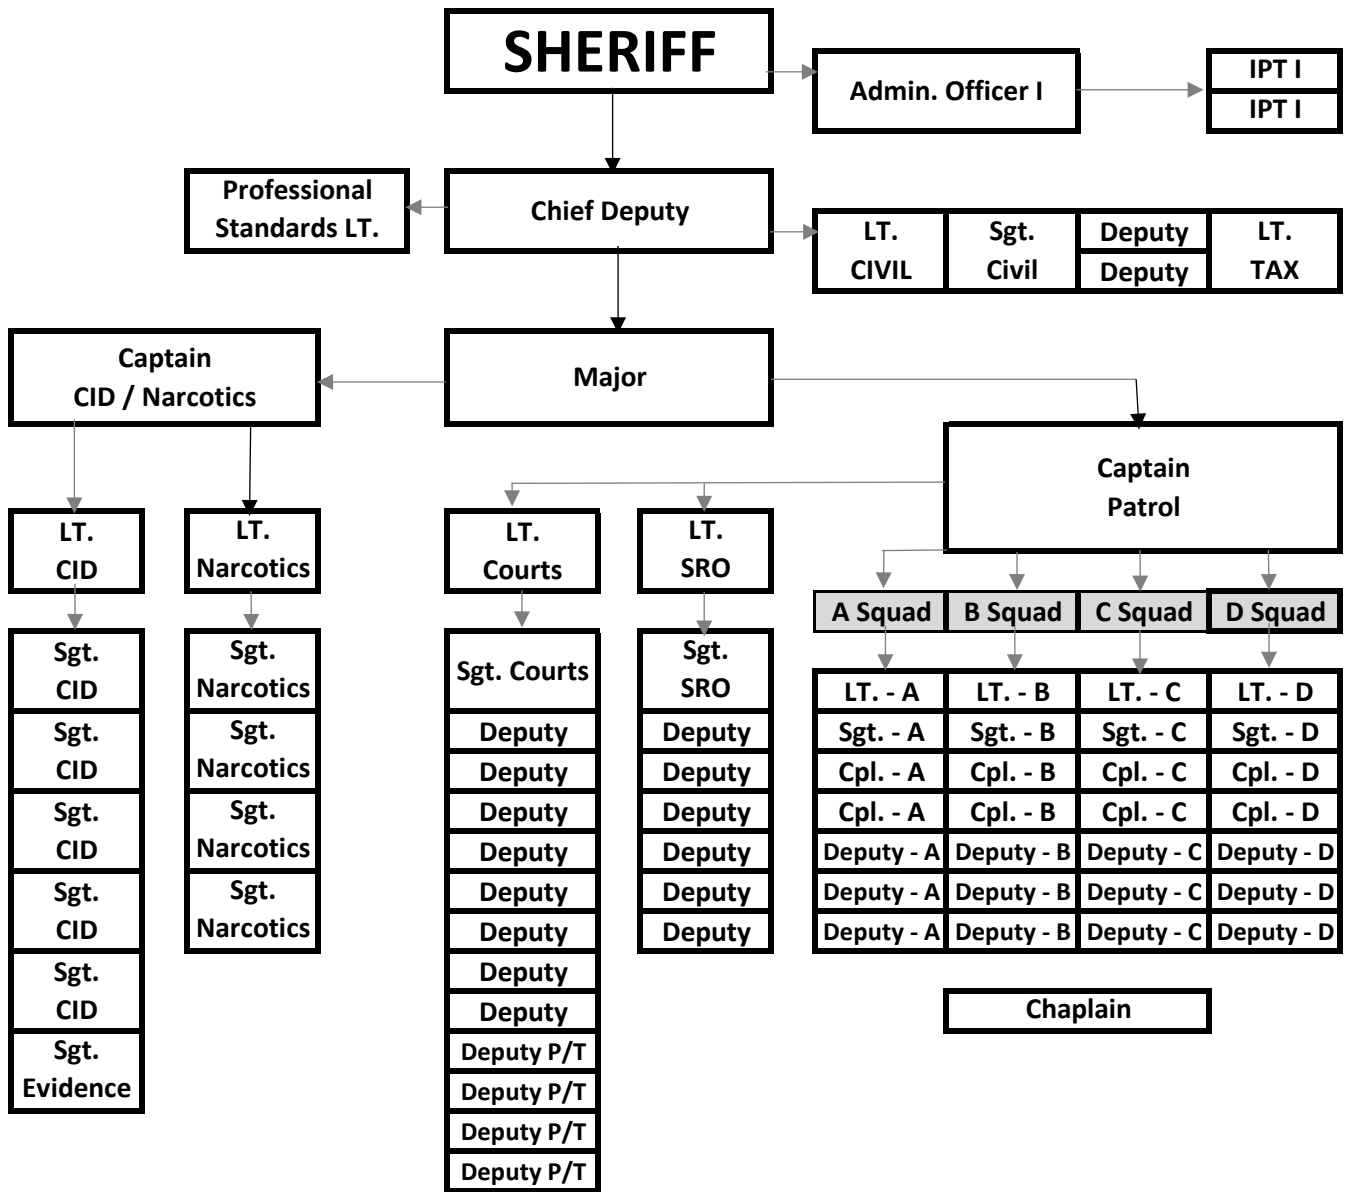 SHERIFF
Admin. Officer I
IPT I
IPT I
Professional
Standards LT.
Chief Deputy
LT.
CIVIL
Sgt.
Civil
Deputy
Deputy
LT.
TAX
Captain
CID / Narcotics
Major
Captain
Patrol
LT.
CID
LT.
Narcotics
LT.
Courts
LT.
SRO
A Squad
B Squad
C Squad
D Squad
Sgt.
CID
Sgt.
CID
Sgt.
CID
Sgt.
CID
Sgt.
CID
Sgt.
Evidence
Sgt.
Narcotics
Sgt.
Narcotics
Sgt.
Narcotics
Sgt.
Narcotics
Sgt. Courts
Deputy
Deputy
Deputy
Deputy
Deputy
Deputy
Deputy
Deputy
Deputy P/T
Deputy P/T
Deputy P/T
Deputy P/T
Sgt.
SRO
Deputy
Deputy
Deputy
Deputy
Deputy
Deputy
LT. - A
Sgt. - A
Cpl. - A
Cpl. - A
Deputy - A
Deputy - A
Deputy - A
LT. - B
Sgt. - B
Cpl. - B
Cpl. - B
Deputy - B
Deputy - B
Deputy - B
LT. - C
Sgt. - C
Cpl. - C
Cpl. - C
Deputy - C
Deputy - C
Deputy - C
LT. - D
Sgt. - D
Cpl. - D
Cpl. - D
Deputy - D
Deputy - D
Deputy - D
Chaplain